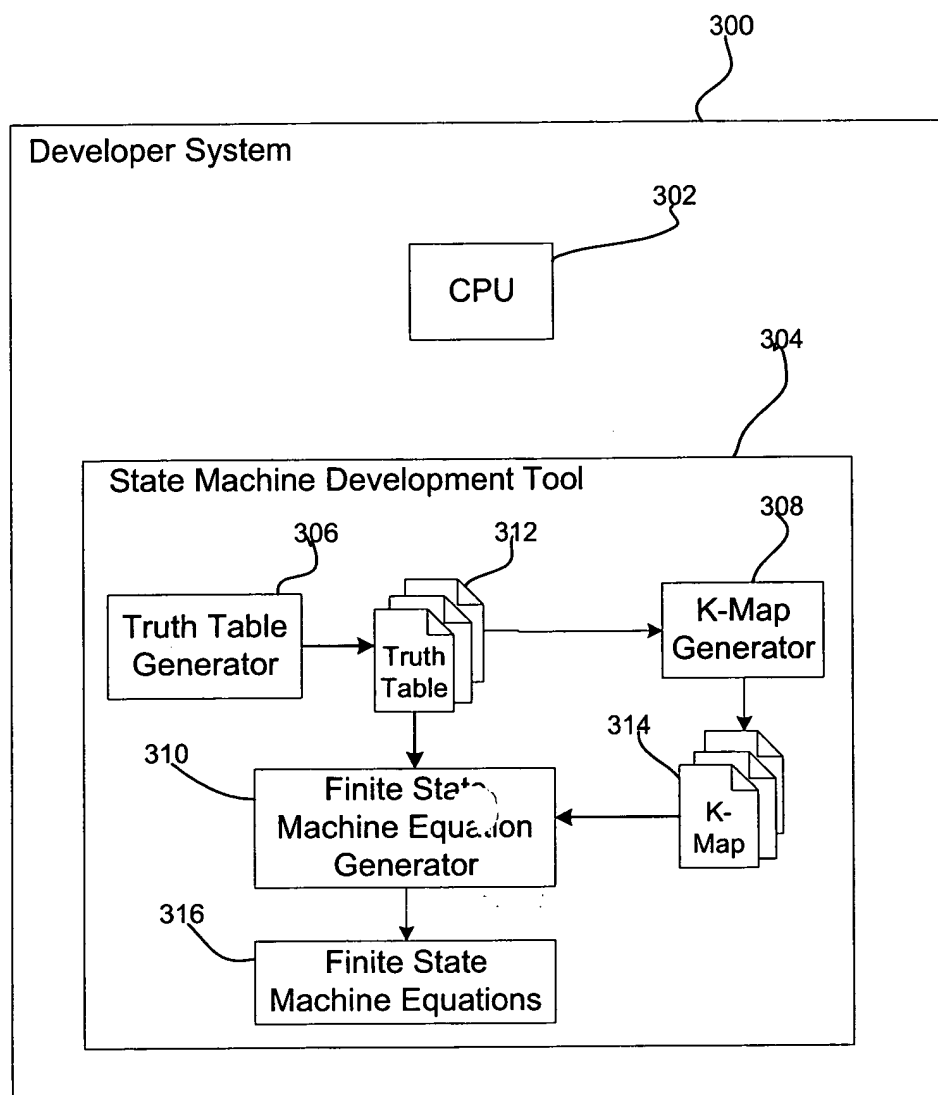 300
Developer System
302
CPU
304
State Machine Development Tool
306
312
308
Truth Table
Generator
Truth
Table
K-Map
Generator
310
314
Finite State
Machine Equation
Generator
K-
Map
316
Finite State
Machine Equations